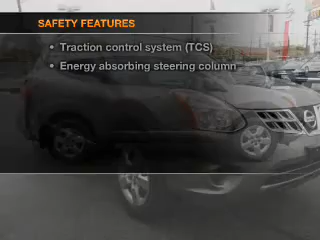 SAFETY FEATURES
• Traction control system (TCS)
• Energy absorbing steering column